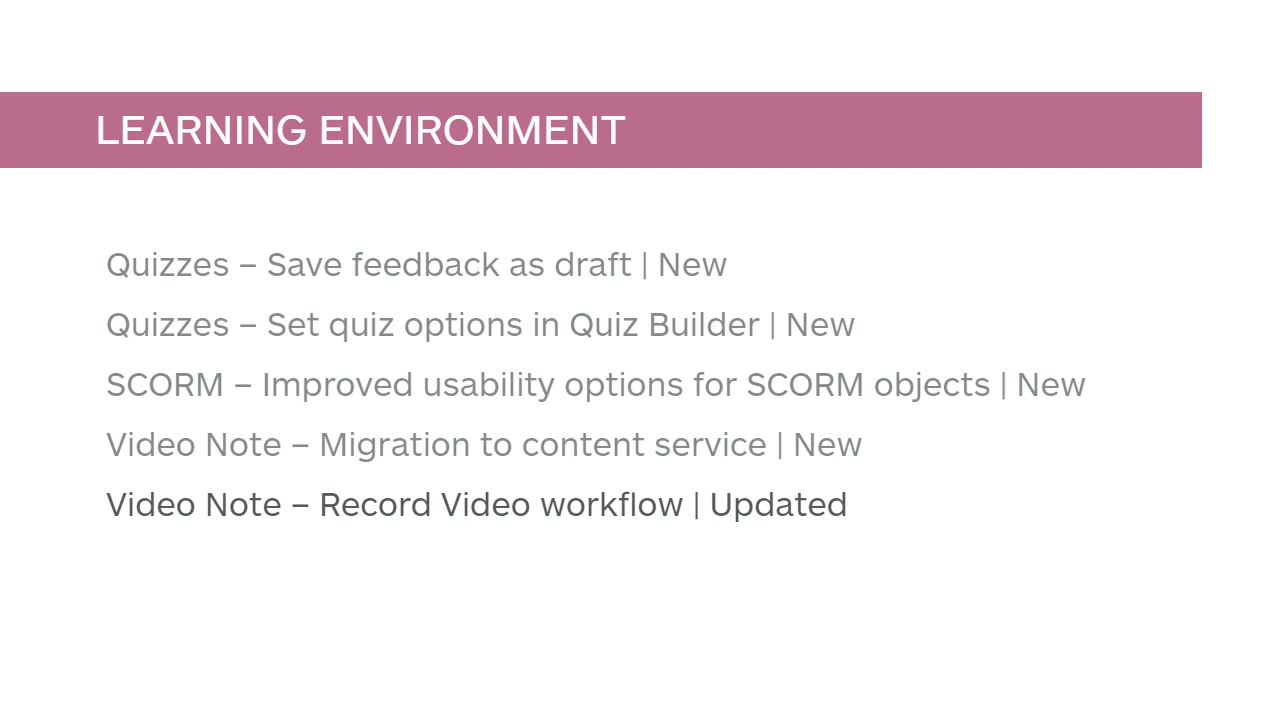 LEARNING ENVIRONMENT
Quizzes – Save feedback as draft | New
Quizzes – Set quiz options in Quiz Builder | New
SCORM – Improved usability options for SCORM objects | New
Video Note – Migration to content service | New
Video Note – Record Video workflow | Updated